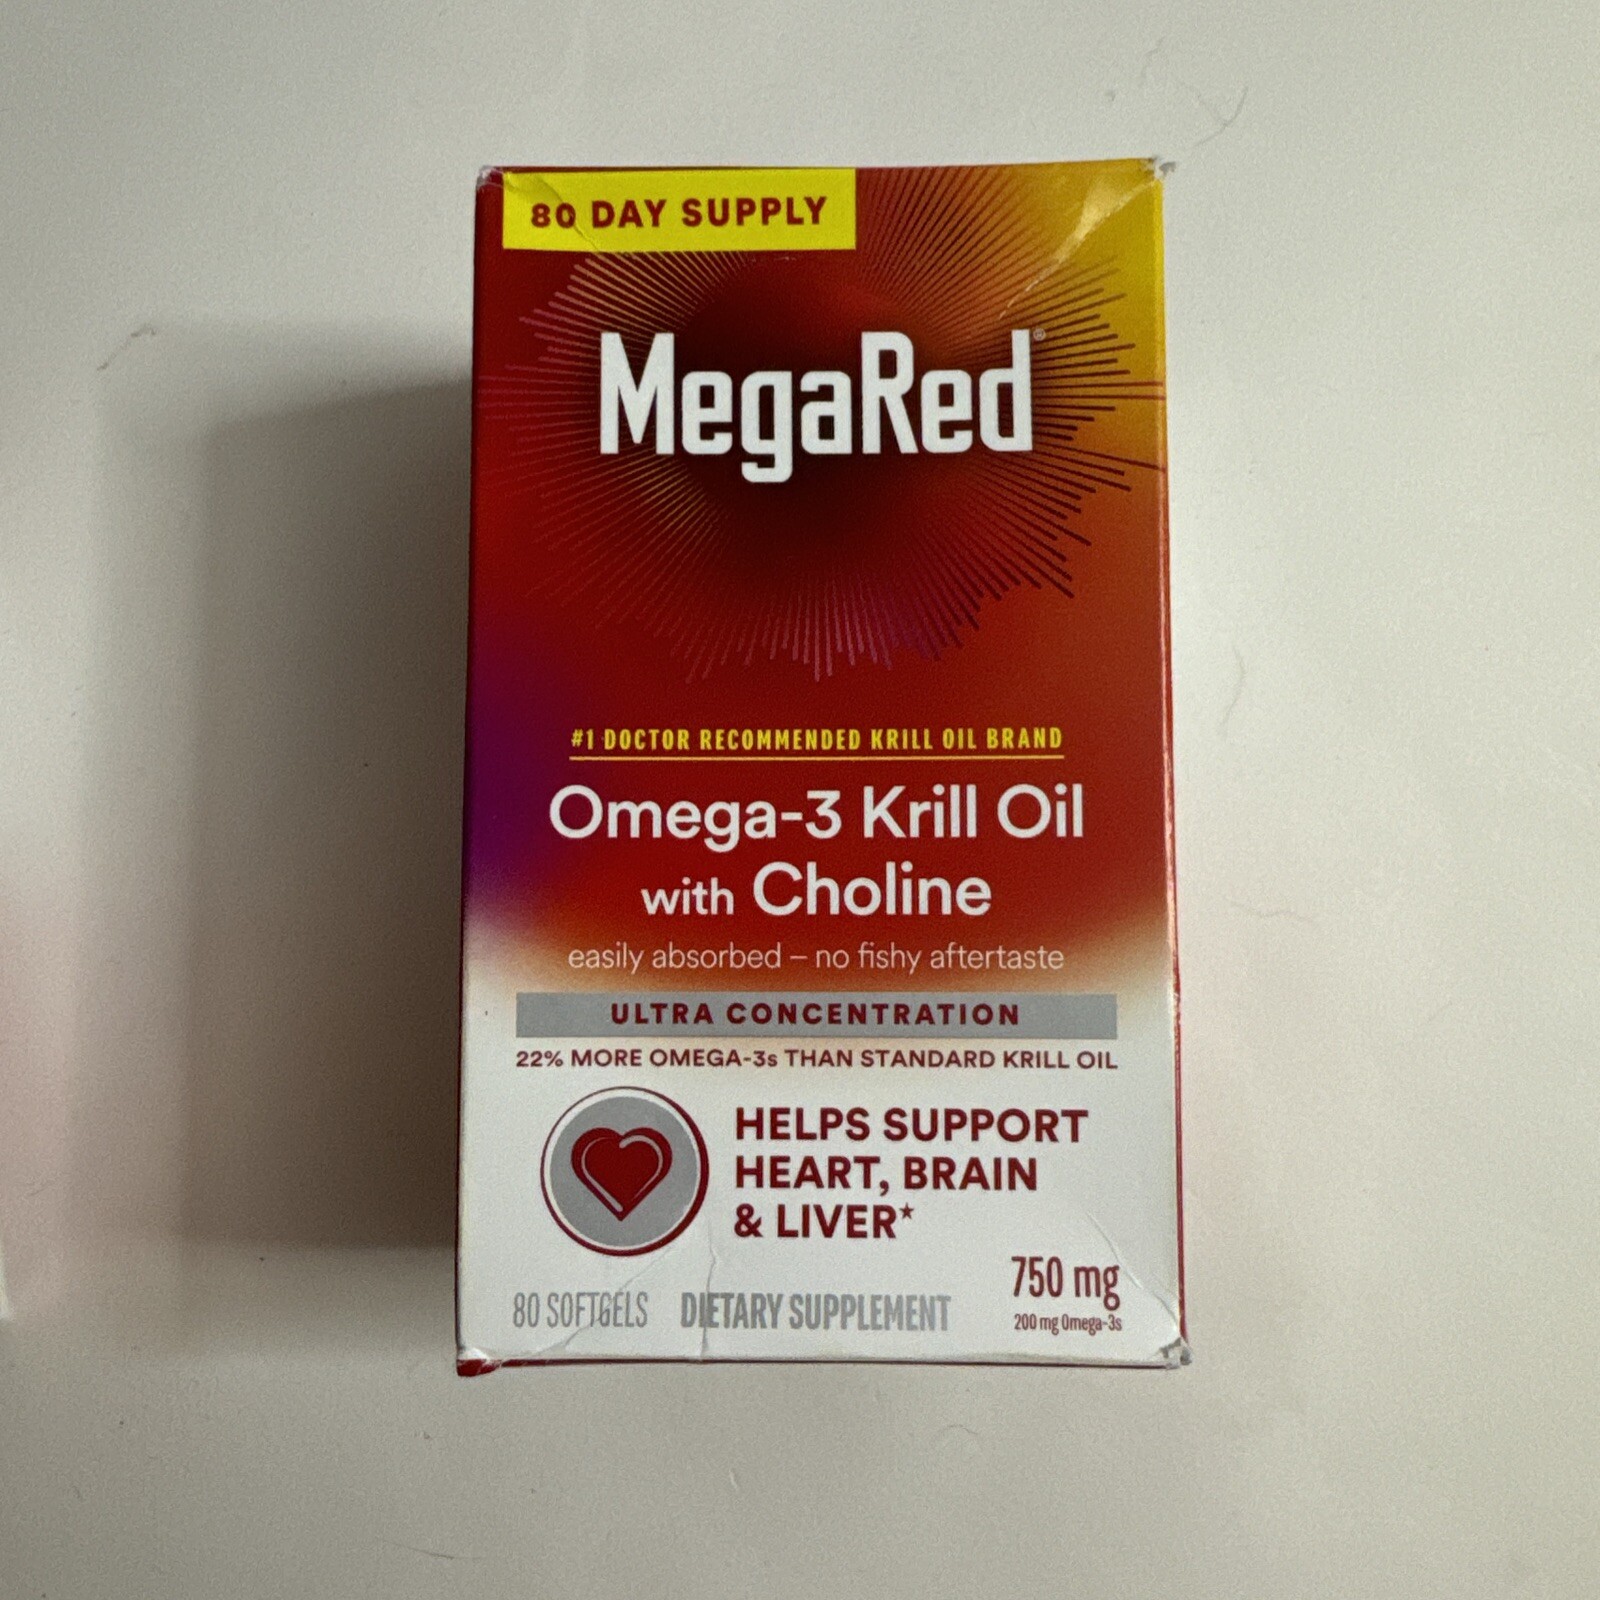 80 DAY SUPPLY
MegaRed®
#1 DOCTOR RECOMMENDED KRILL OIL BRAND
Omega-3 Krill Oil
with Choline
easily absorbed – no fishy aftertaste
ULTRA CONCENTRATION
22% MORE OMEGA-3s THAN STANDARD KRILL OIL
HELPS SUPPORT
HEART, BRAIN
& LIVER*
750 mg
200 mg Omega-3s
80 SOFTGELS DIETARY SUPPLEMENT